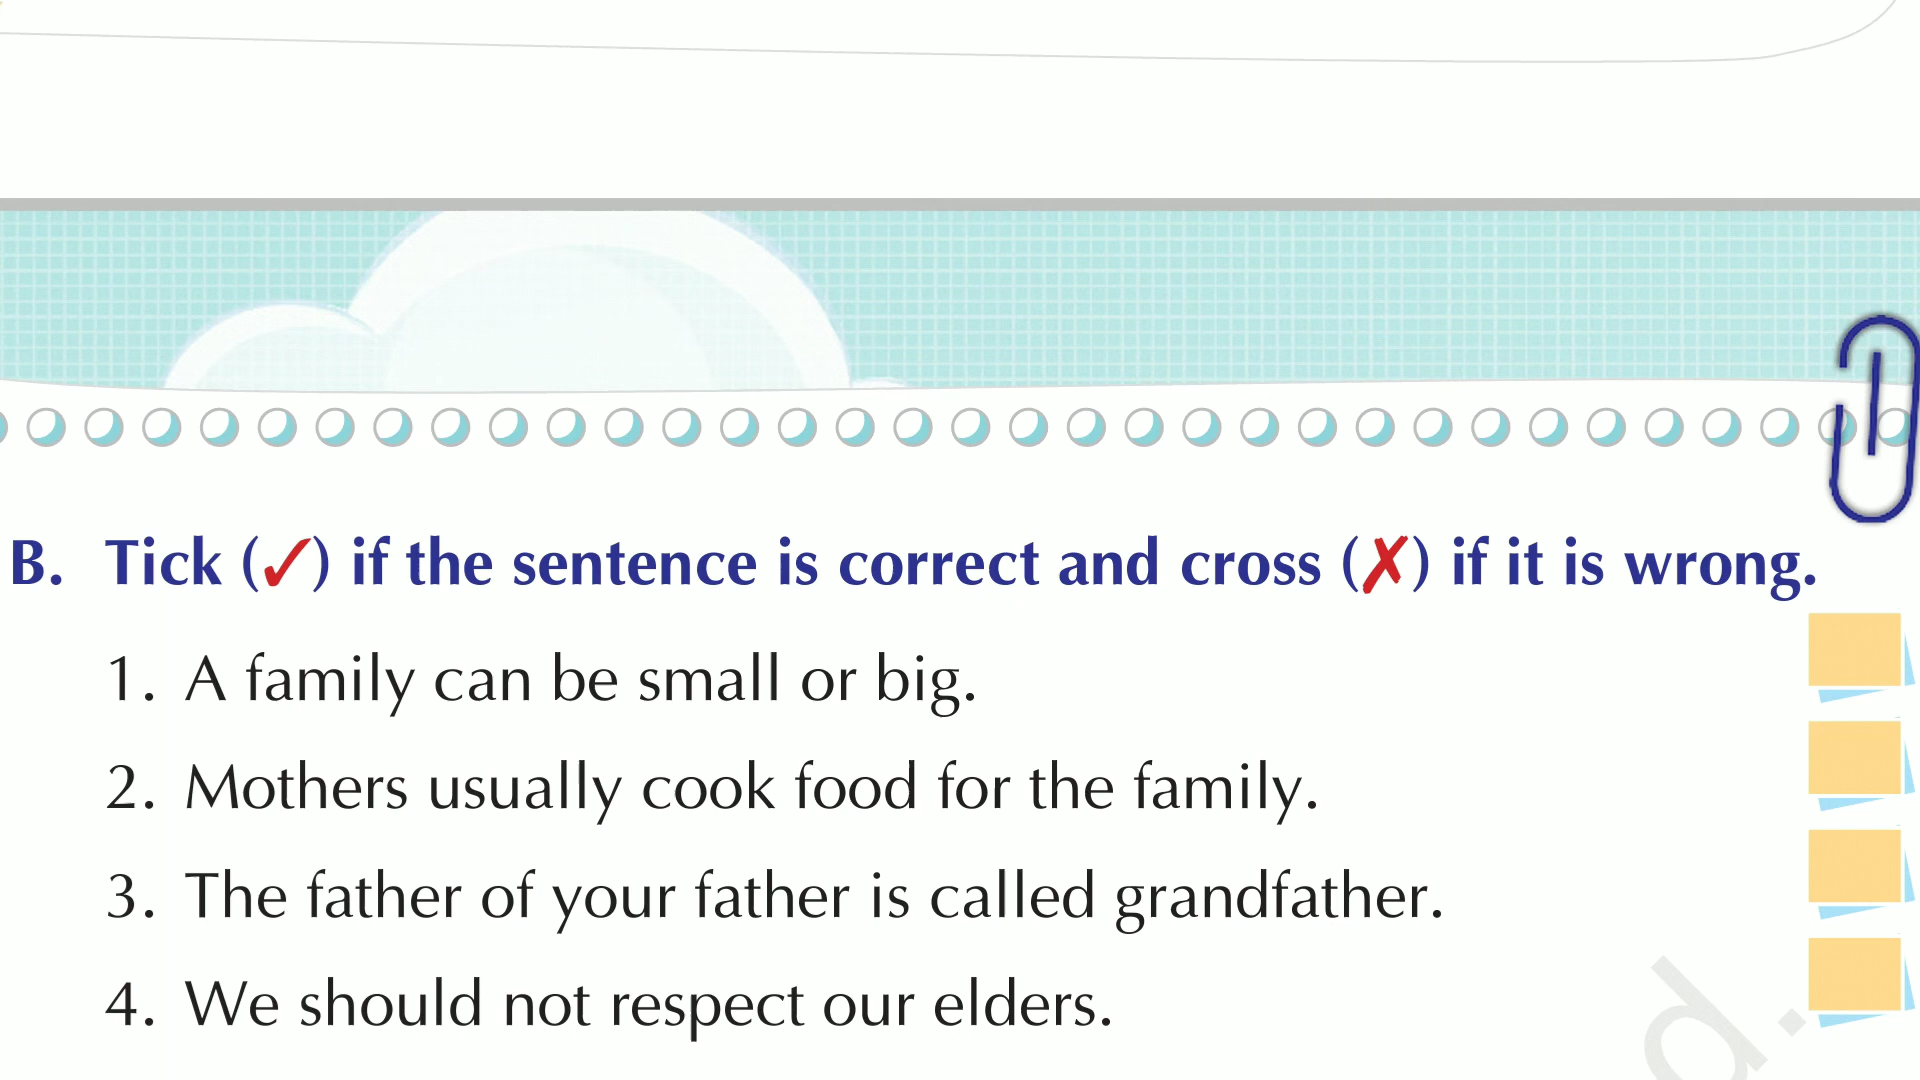 B. Tick (✓) if the sentence is correct and cross (✗) if it is wrong.
1. A family can be small or big.
2. Mothers usually cook food for the family.
3. The father of your father is called grandfather.
4. We should not respect our elders.
d.